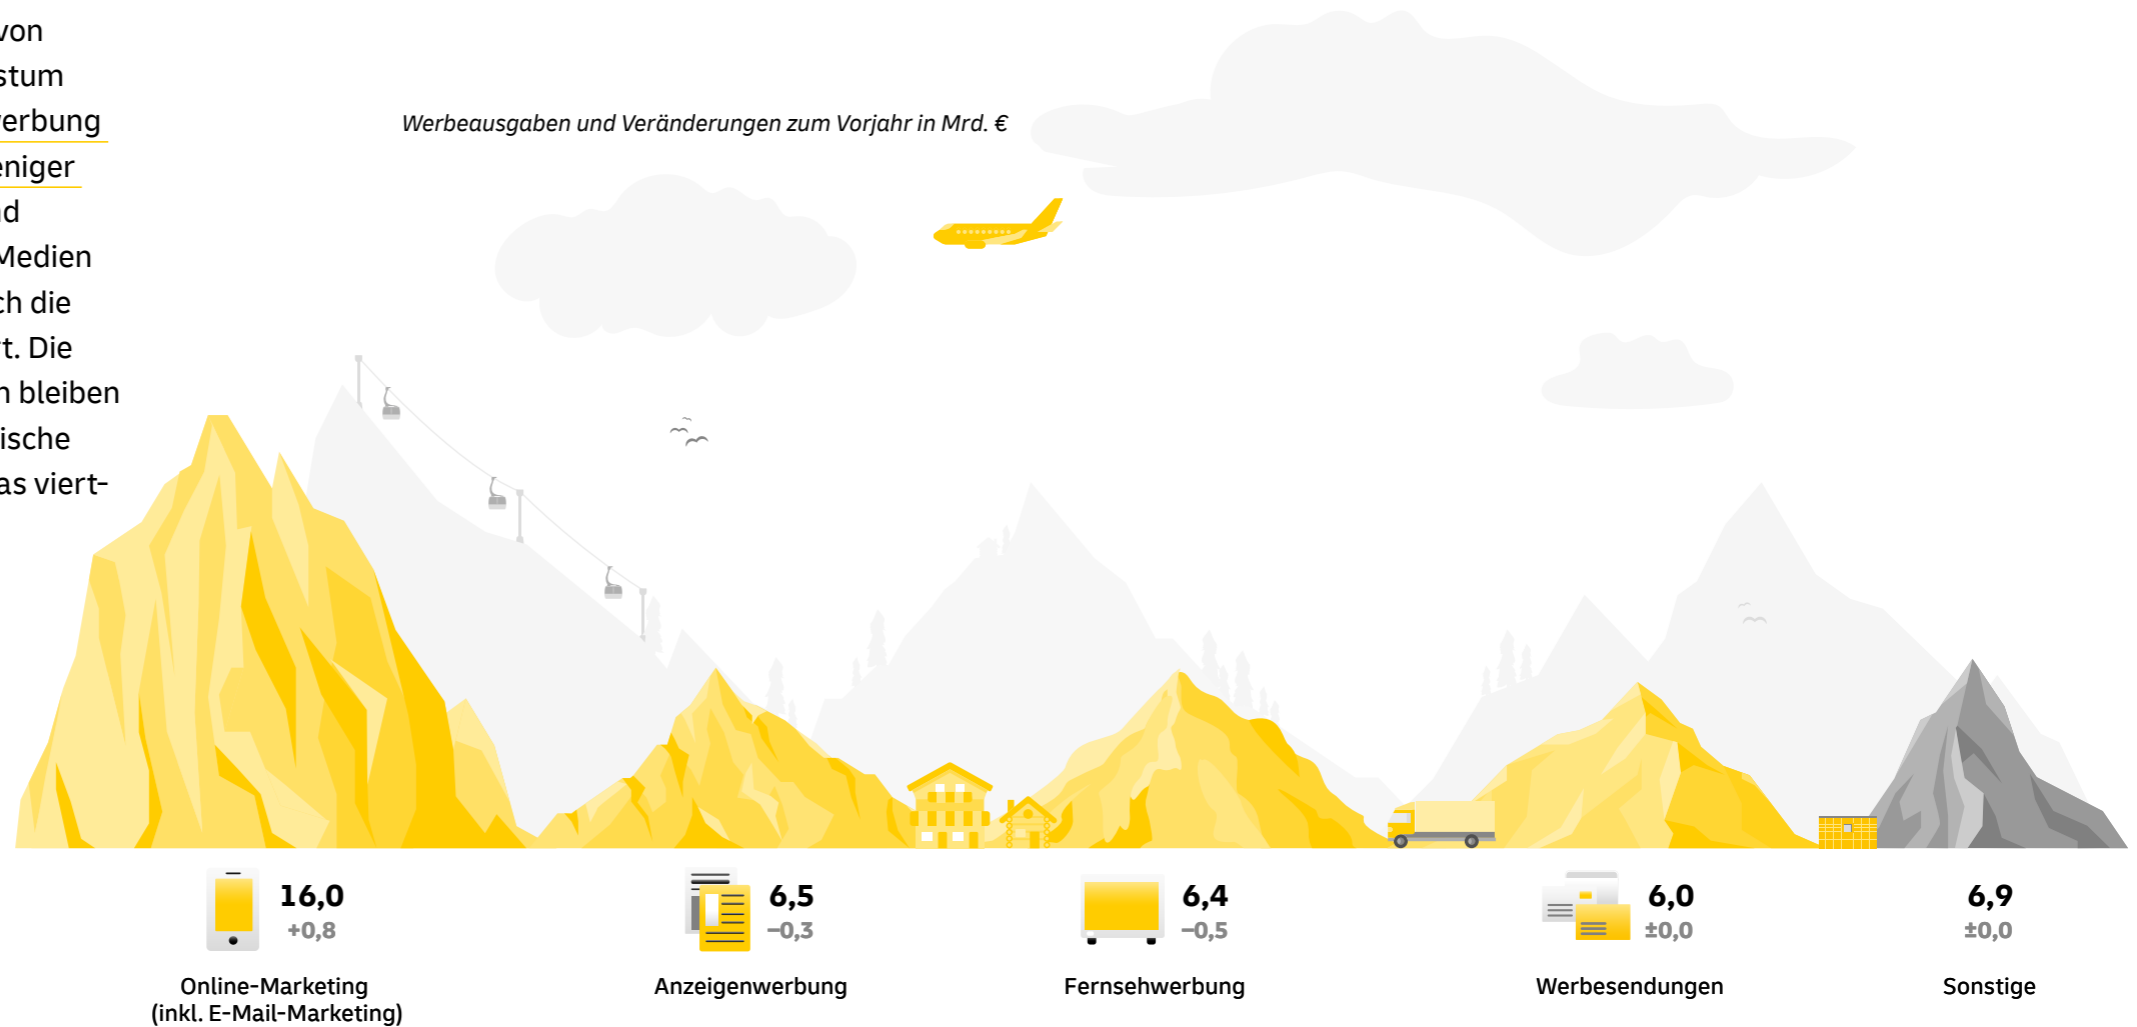 von
stum
erbung
eniger
nd
Medien
ch die
t. Die
n bleiben
ische
as viert-
Werbeausgaben und Veränderungen zum Vorjahr in Mrd. €
16,0
+0,8
Online-Marketing
(inkl. E-Mail-Marketing)
6,5
−0,3
Anzeigenwerbung
6,4
−0,5
Fernsehwerbung
6,0
±0,0
Werbesendungen
6,9
±0,0
Sonstige